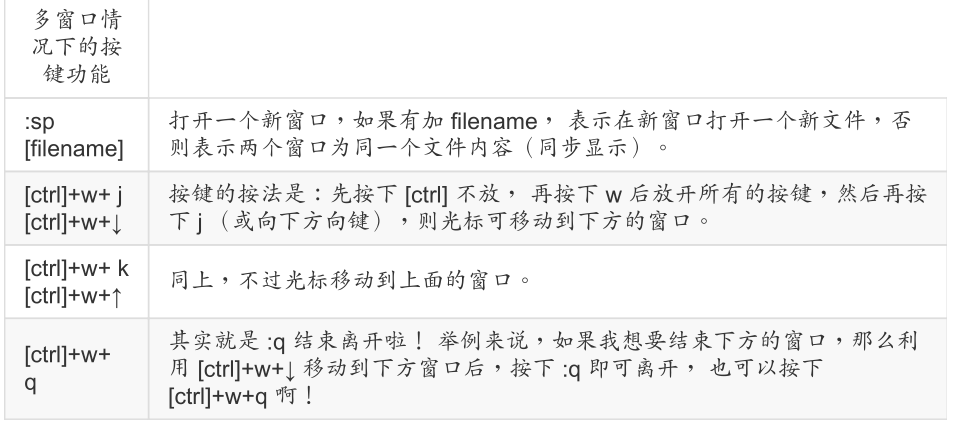 多窗口情
况下的按
键功能
:sp
[filename]
打开一个新窗口，如果有加 filename， 表示在新窗口打开一个新文件，否
则表示两个窗口为同一个文件内容（同步显示）。
[ctrl]+w+ j
[ctrl]+w+↓
按键的按法是：先按下 [ctrl] 不放， 再按下 w 后放开所有的按键，然后再按
下 j （或向下方向键），则光标可移动到下方的窗口。
[ctrl]+w+ k
[ctrl]+w+↑
同上，不过光标移动到上面的窗口。
[ctrl]+w+
q
其实就是 :q 结束离开啦！ 举例来说，如果我想要结束下方的窗口，那么利
用 [ctrl]+w+↓ 移动到下方窗口后，按下 :q 即可离开， 也可以按下
[ctrl]+w+q 啊！